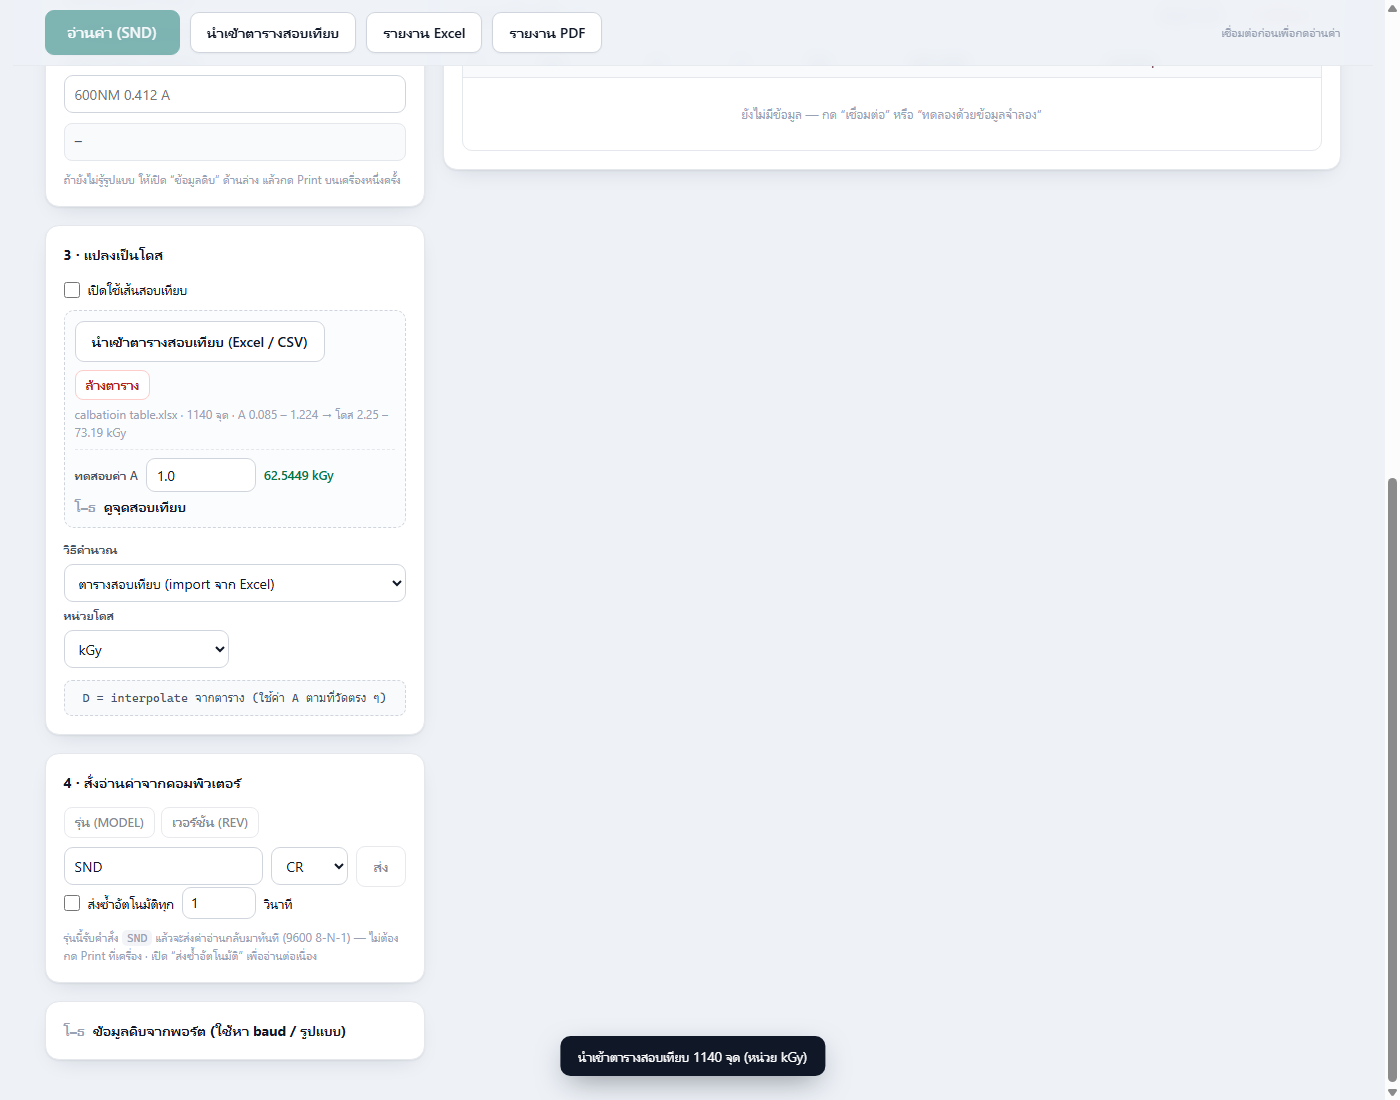 อ่านค่า (SND)
นำเข้าตารางสอบเทียบ
รายงาน Excel
รายงาน PDF
เชื่อมต่อก่อนเพื่อกดอ่านค่า
600NM 0.412 A
–
ถ้ายังไม่รู้รูปแบบ ให้เปิด “ข้อมูลดิบ” ด้านล่าง แล้วกด Print บนเครื่องหนึ่งครั้ง
ยังไม่มีข้อมูล — กด “เชื่อมต่อ” หรือ “ทดลองด้วยข้อมูลจำลอง”
3 · แปลงเป็นโดส
เปิดใช้เส้นสอบเทียบ
นำเข้าตารางสอบเทียบ (Excel / CSV)
ล้างตาราง
calbatioin table.xlsx · 1140 จุด · A 0.085 – 1.224 → โดส 2.25 –
73.19 kGy
ทดสอบค่า A 1.0 62.5449 kGy
ดูจุดสอบเทียบ
วิธีคำนวณ
ตารางสอบเทียบ (import จาก Excel)
หน่วยโดส
kGy
D = interpolate จากตาราง (ใช้ค่า A ตามที่วัดตรง ๆ)
4 · สั่งอ่านค่าจากคอมพิวเตอร์
รุ่น (MODEL) เวอร์ชัน (REV)
SND CR ส่ง
ส่งซ้ำอัตโนมัติทุก 1 วินาที
รุ่นนี้รับคำสั่ง SND แล้วจะส่งค่าอ่านกลับมาทันที (9600 8-N-1) — ไม่ต้อง
กด Print ที่เครื่อง · เปิด “ส่งซ้ำอัตโนมัติ” เพื่ออ่านต่อเนื่อง
ข้อมูลดิบจากพอร์ต (ใช้หา baud / รูปแบบ)
นำเข้าตารางสอบเทียบ 1140 จุด (หน่วย kGy)